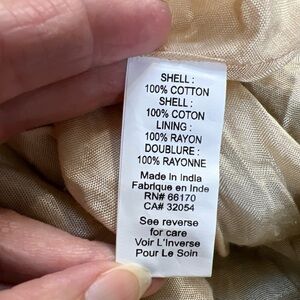 SHELL :
100% COTTON
SHELL :
100% COTON
LINING :
100% RAYON
DOUBLURE :
100% RAYONNE
Made in India
Fabrique en Inde
RN# 66170
CA# 32054
See reverse
for care
Voir L'Inverse
Pour Le Soin